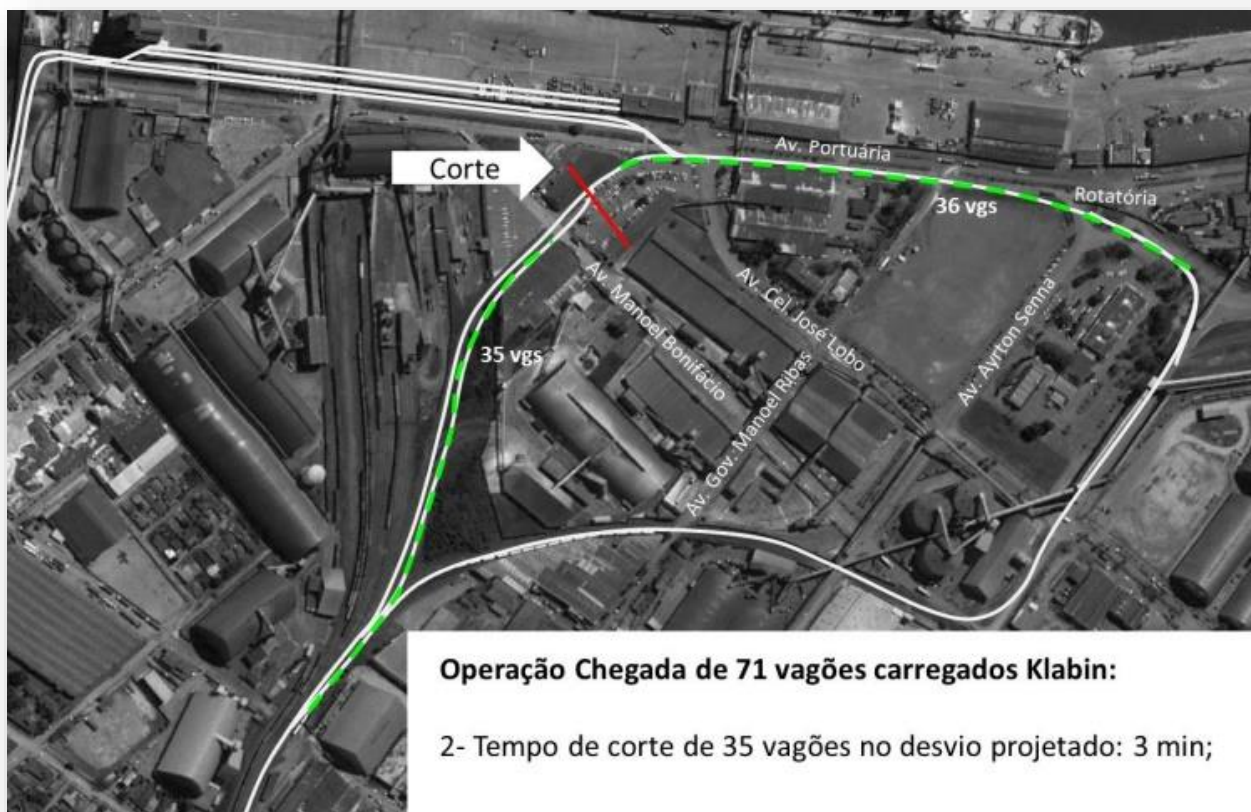 Av. Portuária
Corte
Rotatória
36 vgs
Av. Manoel Bonifácio
Av. Cel. José Lobo
Av. Ayrton Senna
35 vgs
Av. Gov. Manoel Ribas
Operação Chegada de 71 vagões carregados Klabin:
2- Tempo de corte de 35 vagões no desvio projetado: 3 min;